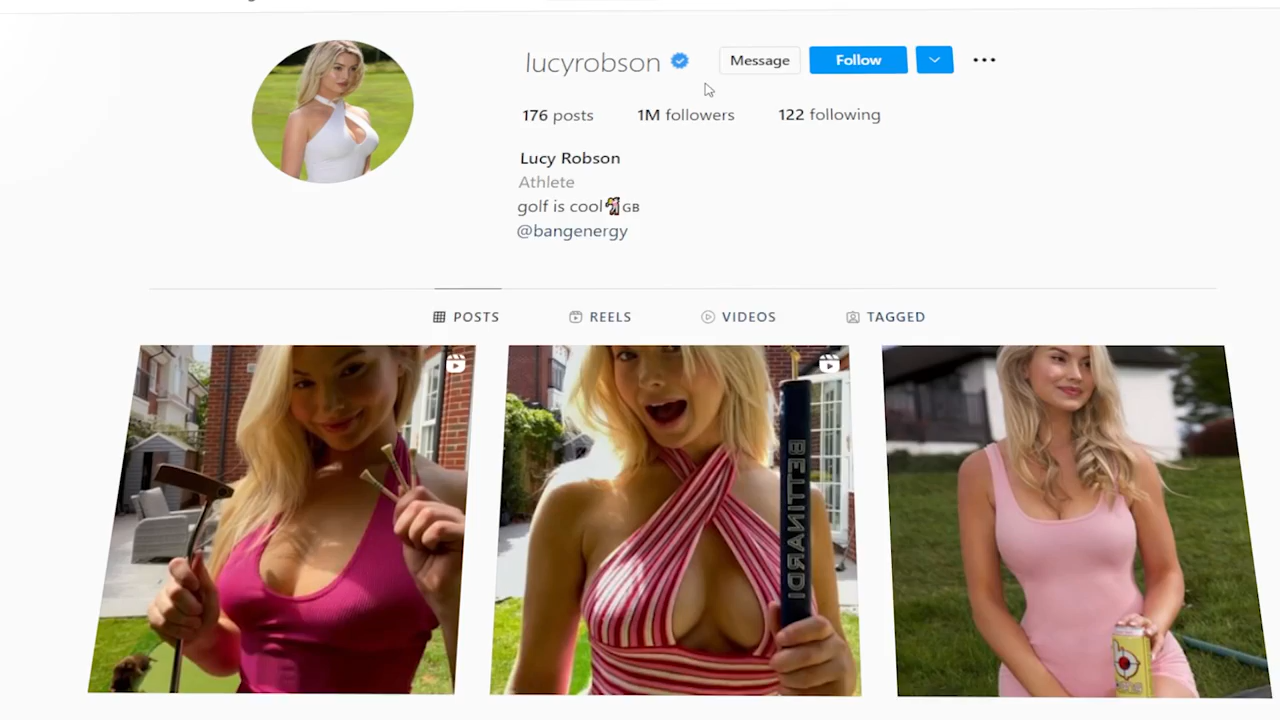 lucyrobson
Message
Follow
176 posts
1M followers
122 following
Lucy Robson
Athlete
golf is cool🏌GB
@bangenergy
POSTS
REELS
VIDEOS
TAGGED
BETTINARDI